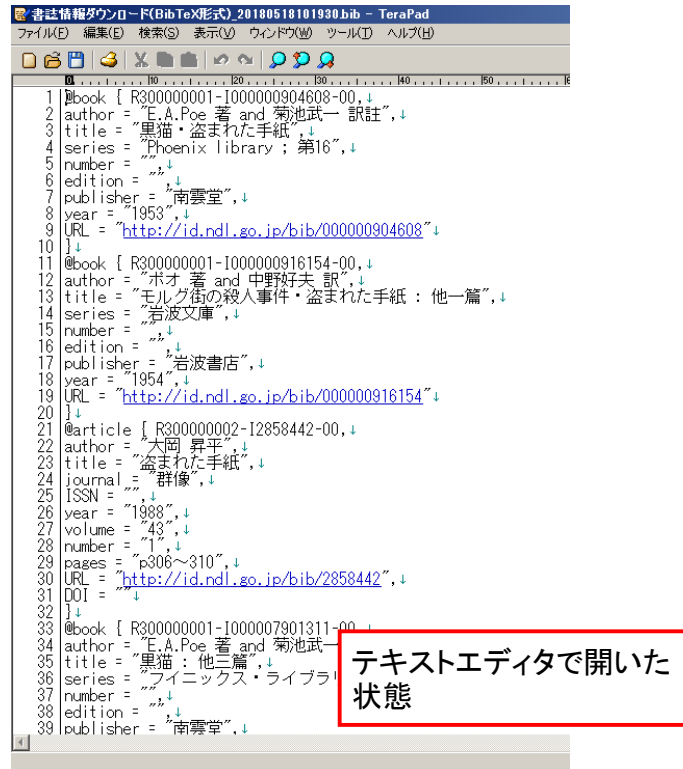 書誌情報ダウンロード(BibTeX形式)_20180518101930.bib - TeraPad
ファイル(F) 編集(E) 検索(S) 表示(V) ウィンドウ(W) ツール(T) ヘルプ(H)
0 10 20 30 40 50
1 @book { R300000001-I000000904608-00,↓
2 author = "E.A.Poe 著 and 菊池武一 訳註",↓
3 title = "黒猫・盗まれた手紙",↓
4 series = "Phoenix library ; 第16",↓
5 number = "",↓
6 edition = "",↓
7 publisher = "南雲堂",↓
8 year = "1953",↓
9 URL = "http://id.ndl.go.jp/bib/000000904608"↓
10 }↓
11 @book { R300000001-I000000916154-00,↓
12 author = "ポオ 著 and 中野好夫 訳",↓
13 title = "モルグ街の殺人事件・盗まれた手紙 : 他一篇",↓
14 series = "岩波文庫",↓
15 number = "",↓
16 edition = "",↓
17 publisher = "岩波書店",↓
18 year = "1954",↓
19 URL = "http://id.ndl.go.jp/bib/000000916154"↓
20 }↓
21 @article { R300000002-I2858442-00,↓
22 author = "大岡 昇平",↓
23 title = "盗まれた手紙",↓
24 journal = "群像",↓
25 ISSN = "",↓
26 year = "1988",↓
27 volume = "43",↓
28 number = "1",↓
29 pages = "p306～310",↓
30 URL = "http://id.ndl.go.jp/bib/2858442",↓
31 DOI = ""↓
32 }↓
33 @book { R300000001-I000007901311-00,↓
34 author = "E.A.Poe 著 and 菊池武一
35 title = "黒猫 : 他三篇",↓
36 series = "フイニックス・ライブラリ
37 number = "",↓
38 edition = "",↓
39 publisher = "南雲堂",↓
テキストエディタで開いた
状態